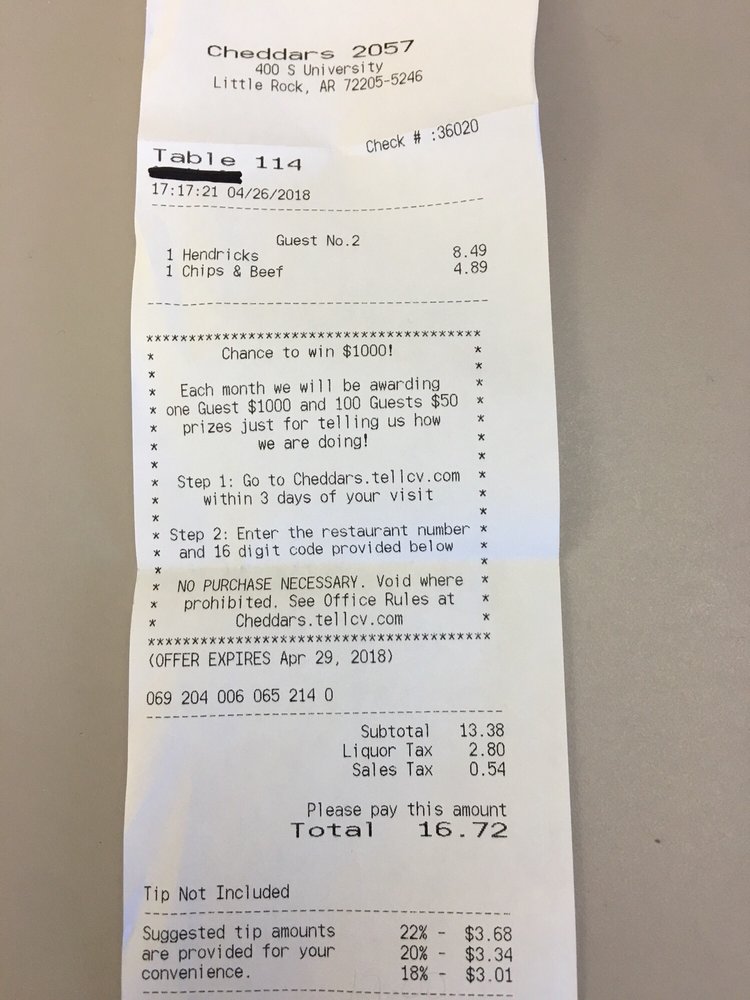 Cheddars 2057
400 S University
Little Rock, AR 72205-5246
Check # :36020
Table 114
17:17:21 04/26/2018
--------------------------------------------
Guest No.2
1 Hendricks 8.49
1 Chips & Beef 4.89
--------------------------------------------
****************************************
* Chance to win $1000! *
* *
* Each month we will be awarding *
* one Guest $1000 and 100 Guests $50 *
* prizes just for telling us how *
* we are doing! *
* *
* Step 1: Go to Cheddars.tellcv.com *
* within 3 days of your visit *
* *
* Step 2: Enter the restaurant number *
* and 16 digit code provided below *
* *
* NO PURCHASE NECESSARY. Void where *
* prohibited. See Office Rules at *
* Cheddars.tellcv.com *
****************************************
(OFFER EXPIRES Apr 29, 2018)
069 204 006 065 214 0
--------------------------------------------
Subtotal 13.38
Liquor Tax 2.80
Sales Tax 0.54
Please pay this amount
Total 16.72
Tip Not Included
--------------------------------------------
Suggested tip amounts 22% - $3.68
are provided for your 20% - $3.34
convenience. 18% - $3.01
--------------------------------------------